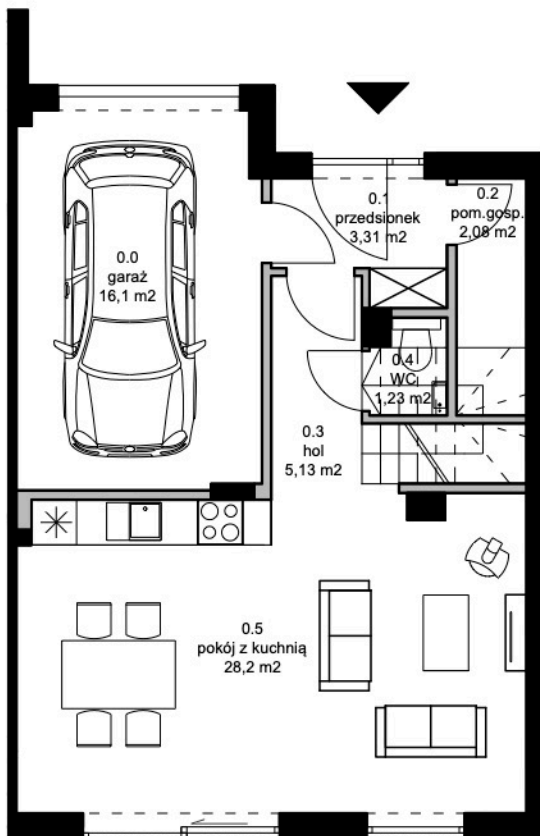 0.1
przedsionek
3,31 m2
0.2
pom.gosp.
2,08 m2
0.0
garaż
16,1 m2
0.4
WC
1,23 m2
0.3
hol
5,13 m2
0.5
pokój z kuchnią
28,2 m2